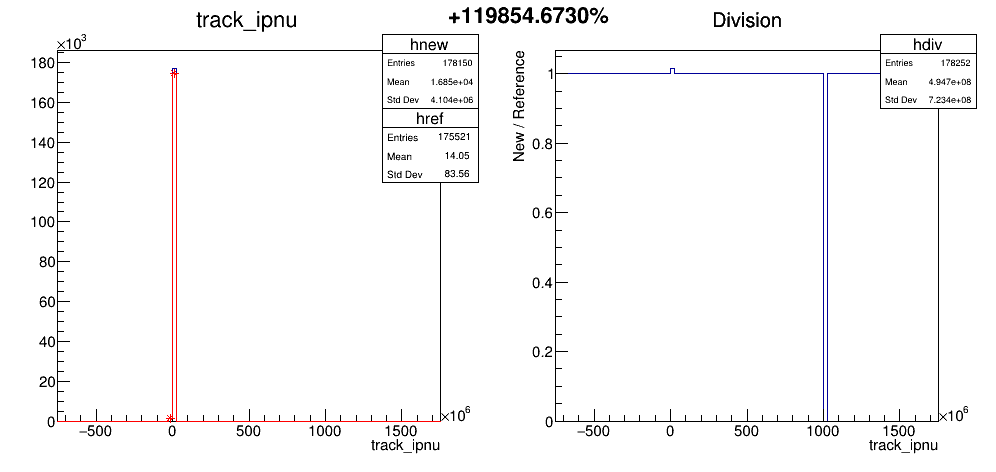 +119854.6730%
track_ipnu
×10³
180
160
140
120
100
80
60
40
20
0
−500
0
500
1000
1500
×10⁶
track_ipnu
hnew
Entries 178150
Mean 1.685e+04
Std Dev 4.104e+06
href
Entries 175521
Mean 14.05
Std Dev 83.56
Division
New / Reference
1
0.8
0.6
0.4
0.2
0
−500
0
500
1000
1500
×10⁶
track_ipnu
hdiv
Entries 178252
Mean 4.947e+08
Std Dev 7.234e+08